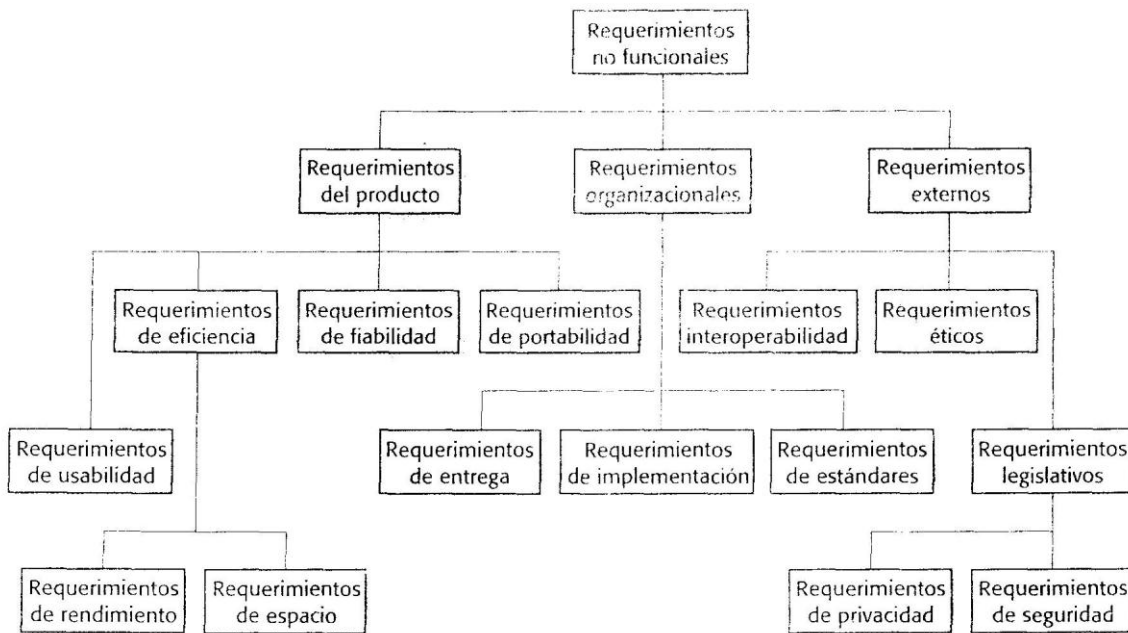 Requerimientos
no funcionales
Requerimientos
del producto
Requerimientos
organizacionales
Requerimientos
externos
Requerimientos
de eficiencia
Requerimientos
de fiabilidad
Requerimientos
de portabilidad
Requerimientos
interoperabilidad
Requerimientos
éticos
Requerimientos
de usabilidad
Requerimientos
de entrega
Requerimientos
de implementación
Requerimientos
de estándares
Requerimientos
legislativos
Requerimientos
de rendimiento
Requerimientos
de espacio
Requerimientos
de privacidad
Requerimientos
de seguridad